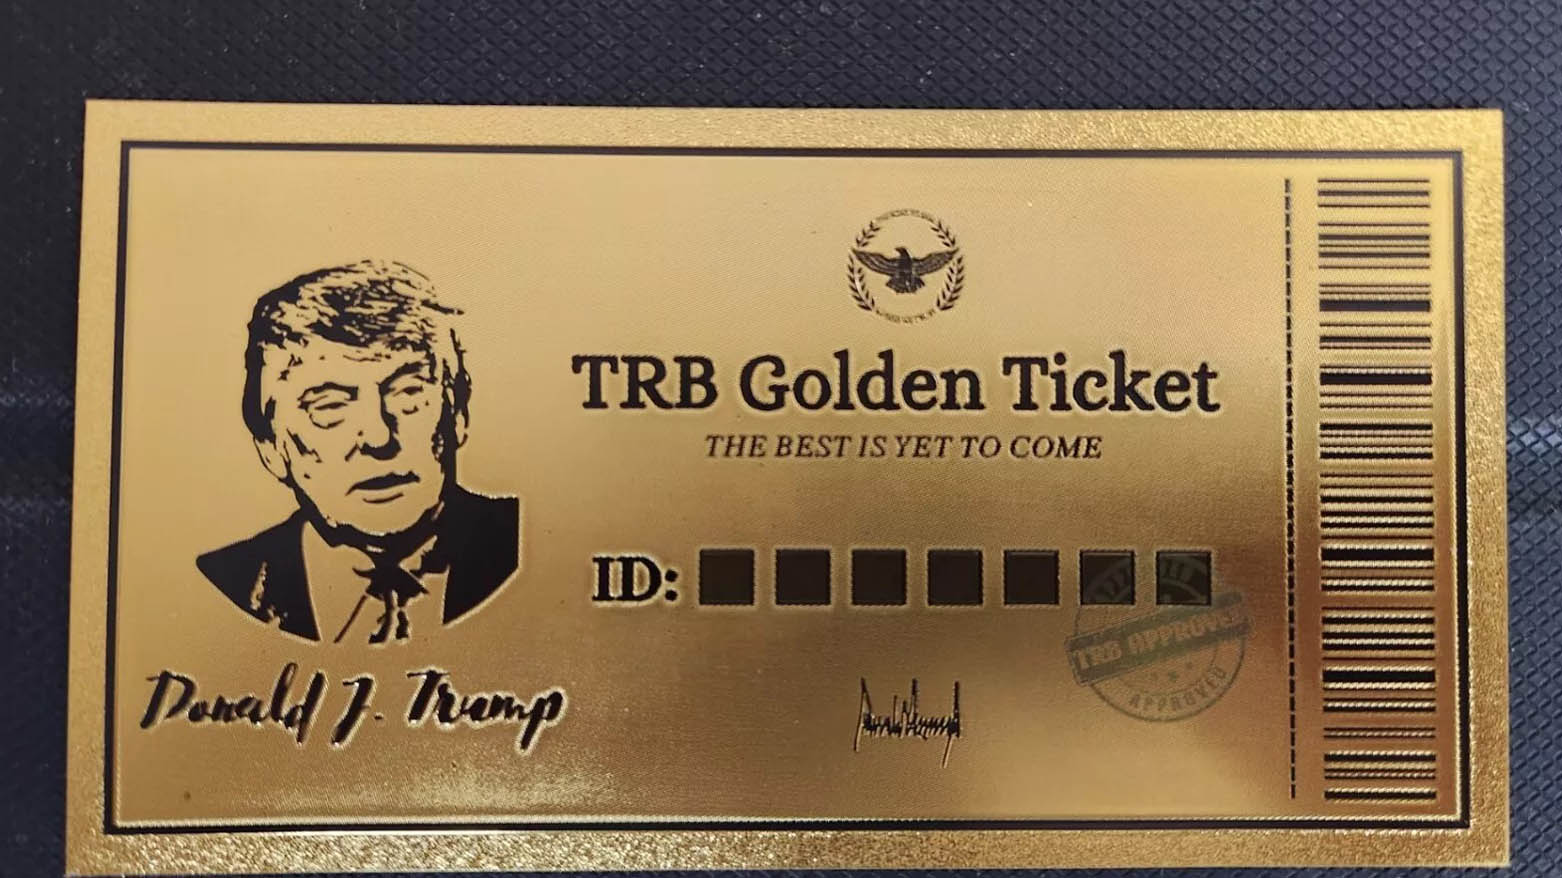 TRB Golden Ticket
THE BEST IS YET TO COME
ID:
TRB APPROVED
APPROVED
Donald J. Trump